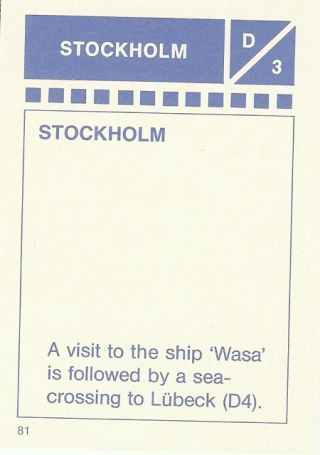 STOCKHOLM
D
3
STOCKHOLM
A visit to the ship ‘Wasa’
is followed by a sea-
crossing to Lübeck (D4).
81